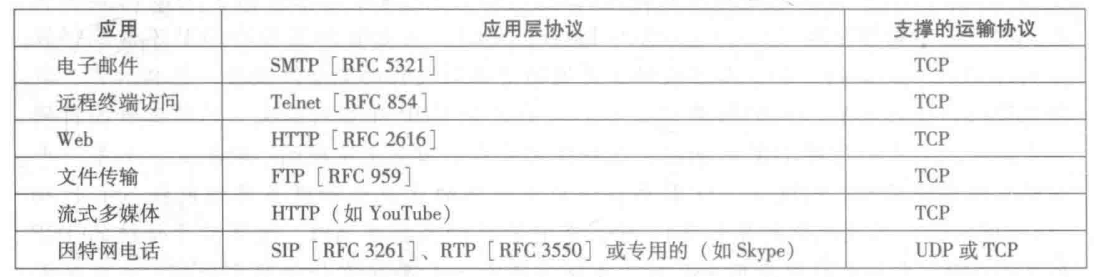 应用 应用层协议 支撑的运输协议
电子邮件 SMTP［RFC 5321］ TCP
远程终端访问 Telnet［RFC 854］ TCP
Web HTTP［RFC 2616］ TCP
文件传输 FTP［RFC 959］ TCP
流式多媒体 HTTP（如 YouTube） TCP
因特网电话 SIP［RFC 3261］、RTP［RFC 3550］或专用的（如 Skype） UDP 或 TCP